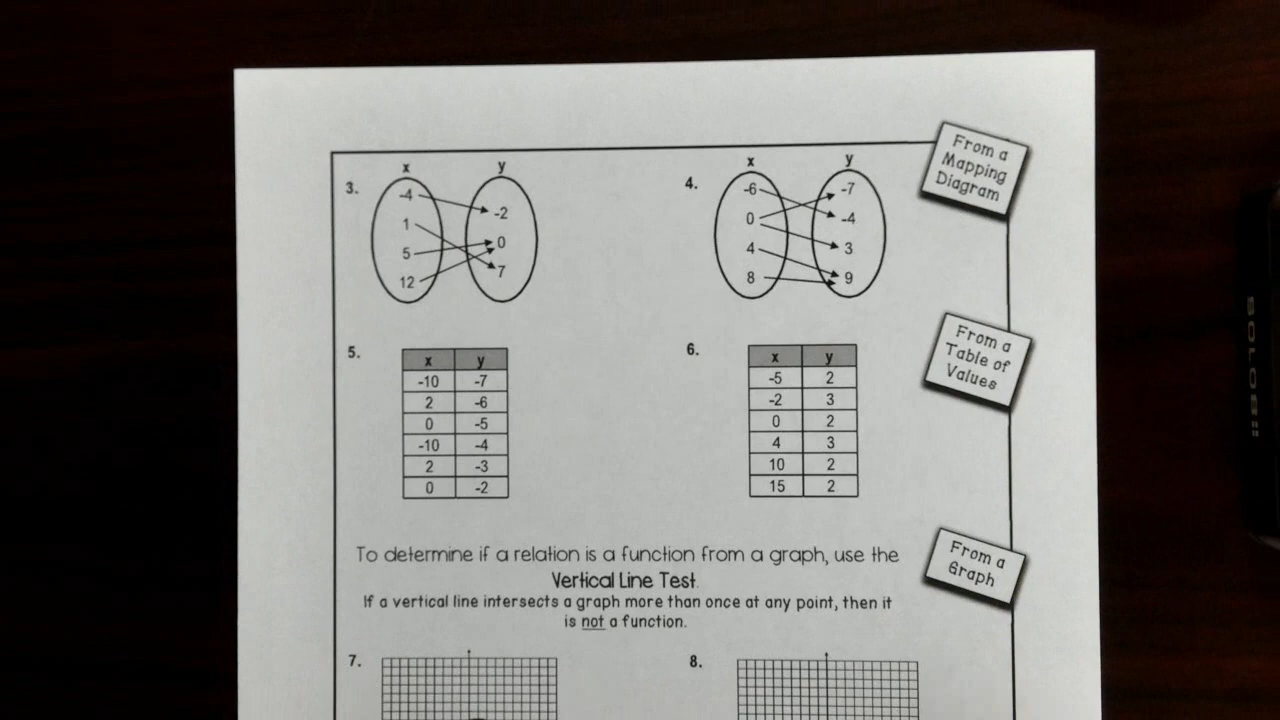 From a
Mapping
Diagram
3.
x
y
-4
1
5
12
-2
0
7
4.
x
y
-6
0
4
8
-7
-4
3
9
From a
Table of
Values
5.
x y
-10 -7
2 -6
0 -5
-10 -4
2 -3
0 -2
6.
x y
-5 2
-2 3
0 2
4 3
10 2
15 2
To determine if a relation is a function from a graph, use the
Vertical Line Test.
If a vertical line intersects a graph more than once at any point, then it
is not a function.
From a
Graph
7.
8.